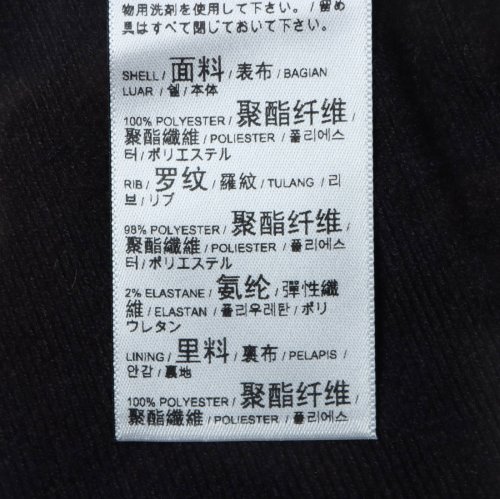 物用洗剤を使用して下さい。/留め
具はすべて閉じておいて下さい。
SHELL / 面料 / 表布 / BAGIAN
LUAR / 쉘 / 本体
100% POLYESTER / 聚酯纤维 /
聚酯纖維 / POLIESTER / 폴리에스
터 / ポリエステル
RIB / 罗纹 / 羅紋 / TULANG / 리
브 / リブ
98% POLYESTER / 聚酯纤维 /
聚酯纖維 / POLIESTER / 폴리에스
터 / ポリエステル
2% ELASTANE / 氨纶 / 彈性纖
維 / ELASTAN / 폴리우레탄 / ポリ
ウレタン
LINING / 里料 / 裏布 / PELAPIS /
안감 / 裏地
100% POLYESTER / 聚酯纤维 /
聚酯纖維 / POLIESTER / 폴리에스